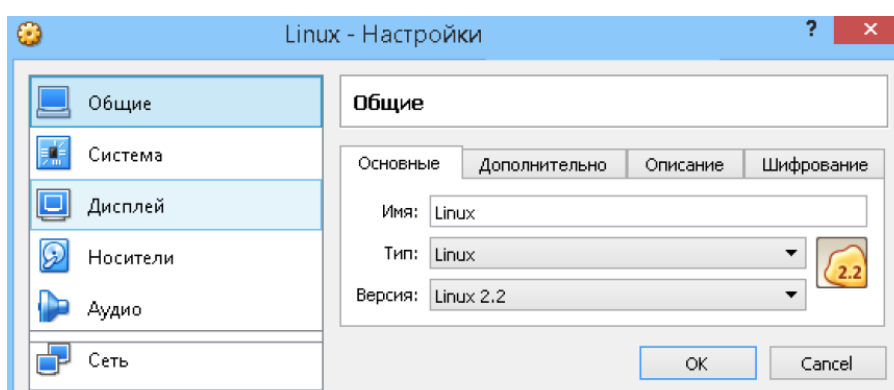 Linux - Настройки ?
Общие
Система
Дисплей
Носители
Аудио
Сеть
Общие
Основные Дополнительно Описание Шифрование
Имя: Linux
Тип: Linux
Версия: Linux 2.2
2.2
OK Cancel